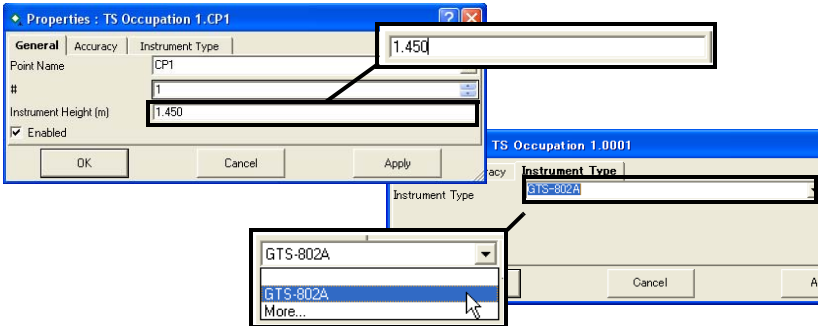 Properties : TS Occupation 1.CP1
General Accuracy Instrument Type
Point Name CP1
# 1
Instrument Height (m) 1.450
Enabled
OK Cancel Apply
1.450
TS Occupation 1.0001
racy Instrument Type
Instrument Type GTS-802A
Cancel A
GTS-802A
GTS-802A
More...